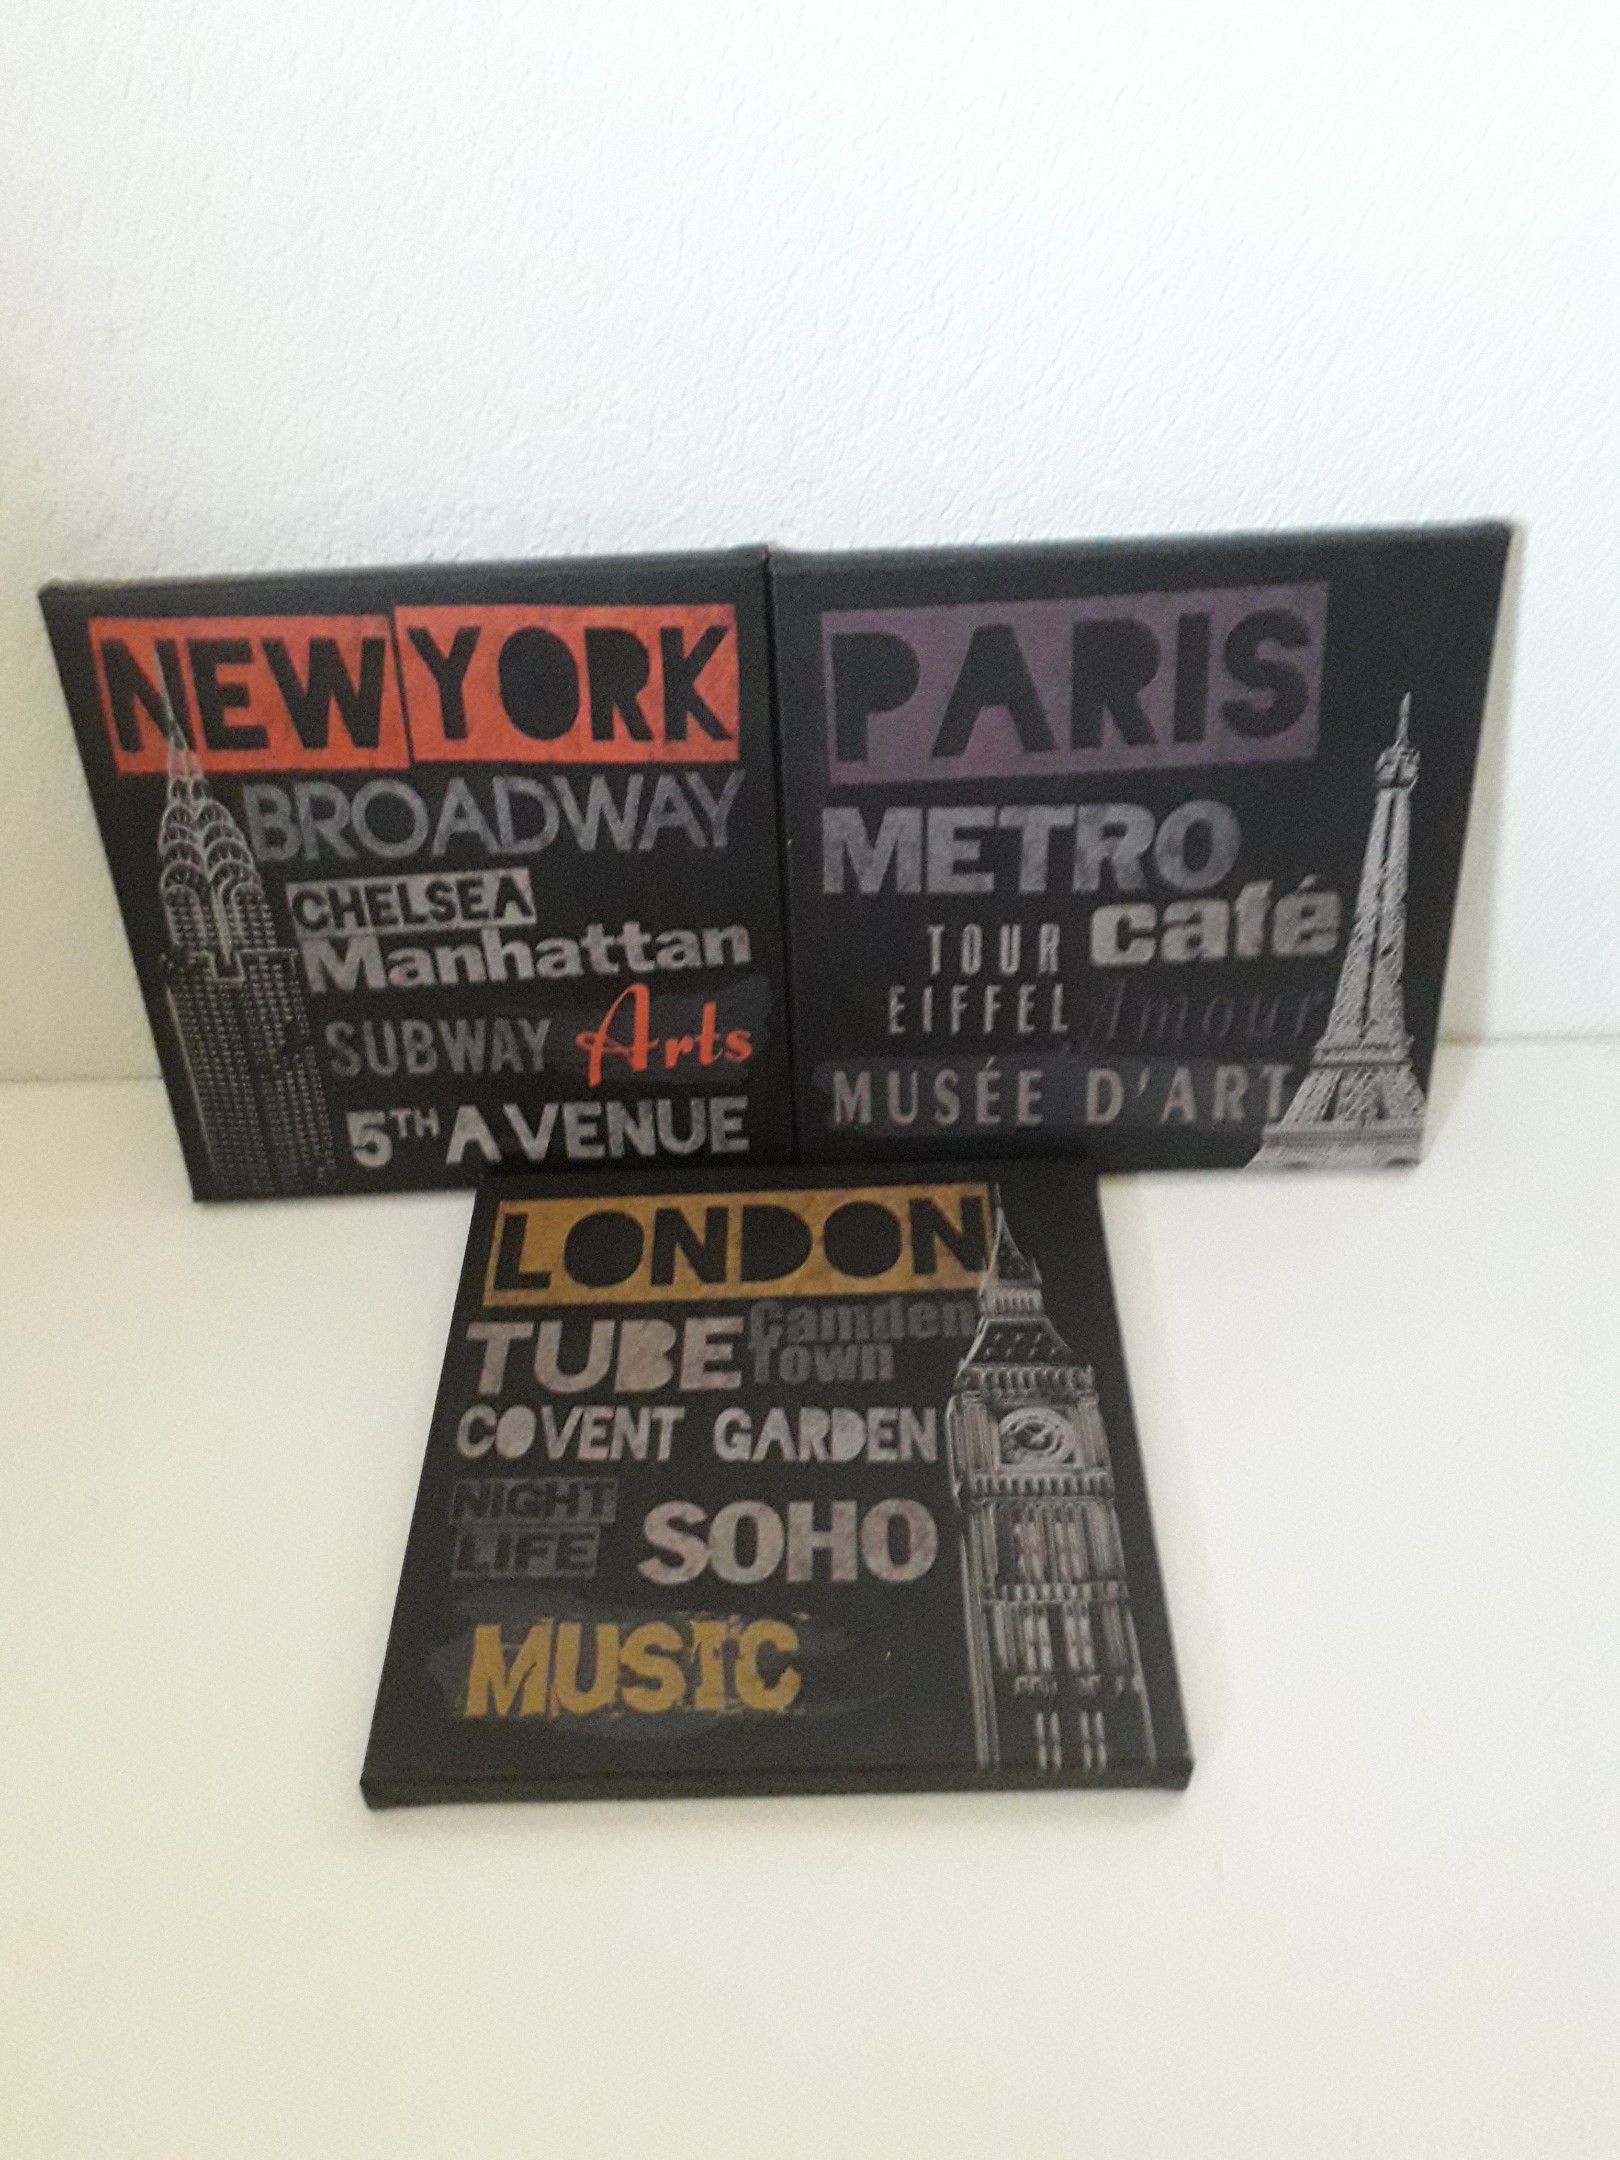 NEW YORK
BROADWAY
CHELSEA
Manhattan
SUBWAY Arts
5TH AVENUE
PARIS
METRO
TOUR café
EIFFEL Amour
MUSÉE D'ART
LONDON
TUBE Camden
Town
COVENT GARDEN
NIGHT
LIFE SOHO
MUSIC